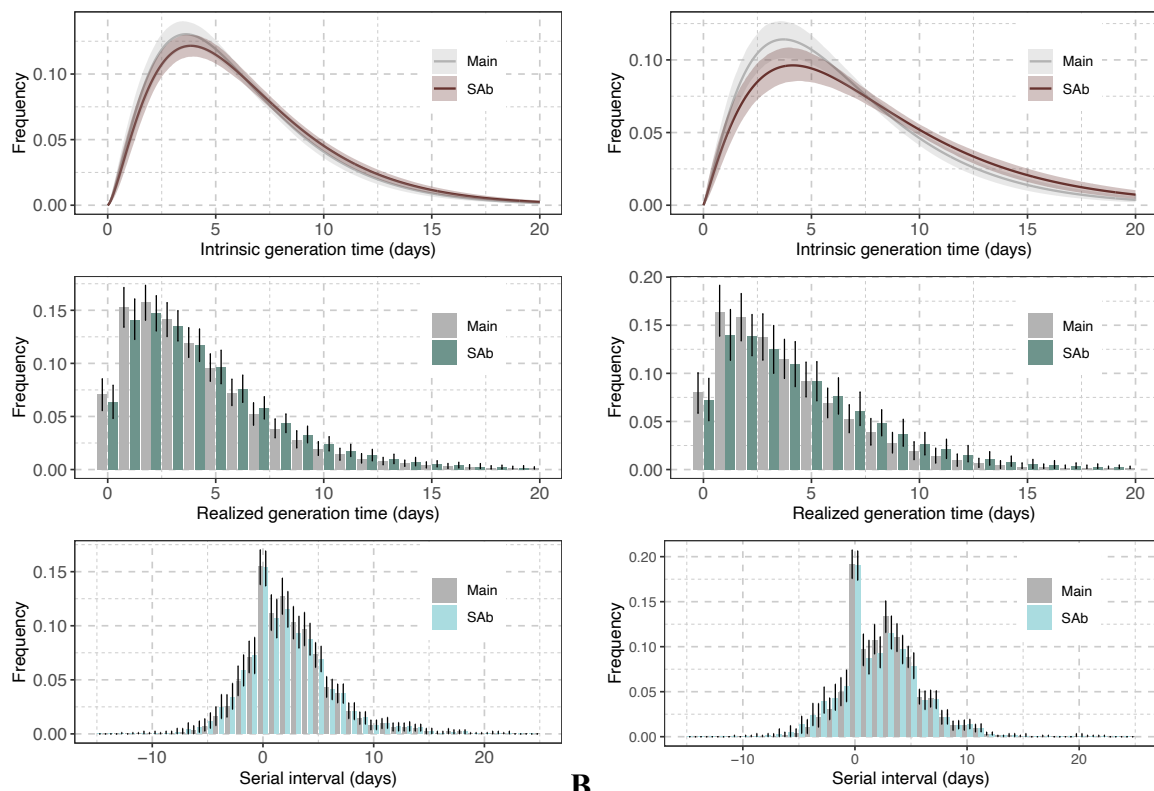 Frequency
0.10
0.05
0.00
Main
SAb
0 5 10 15 20
Intrinsic generation time (days)
Frequency
0.10
0.05
0.00
Main
SAb
0 5 10 15 20
Intrinsic generation time (days)
Frequency
0.15
0.10
0.05
0.00
Main
SAb
0 5 10 15 20
Realized generation time (days)
Frequency
0.20
0.15
0.10
0.05
0.00
Main
SAb
0 5 10 15 20
Realized generation time (days)
Frequency
0.15
0.10
0.05
0.00
Main
SAb
−10 0 10 20
Serial interval (days)
Frequency
0.20
0.15
0.10
0.05
0.00
Main
SAb
−10 0 10 20
Serial interval (days)
B